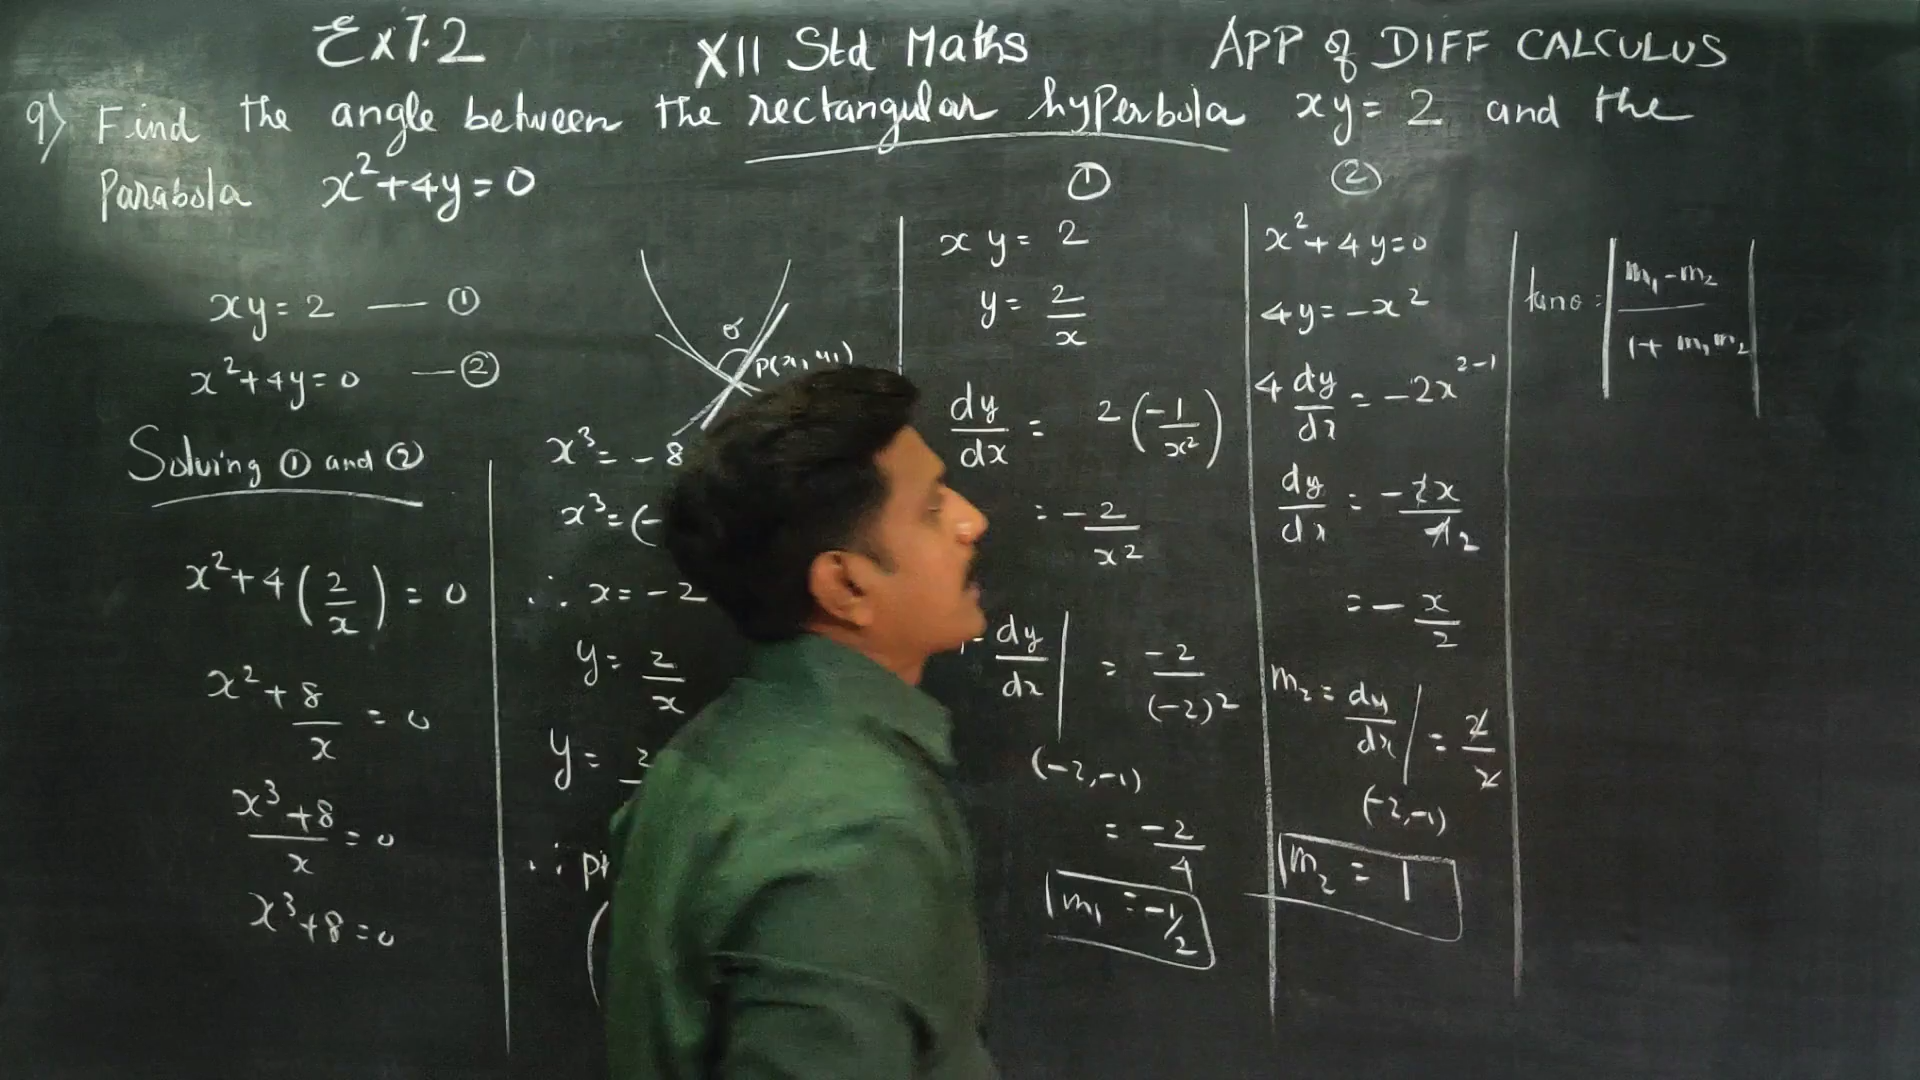 Ex 7.2 XII Std Maths APP of DIFF CALCULUS
9) Find the angle between the rectangular hyperbola xy = 2 and the
Parabola x²+4y=0
xy=2 — ①
x²+4y=0 — ②
Solving ① and ②
x²+4(2/x) = 0
x²+8/x = 0
(x³+8)/x = 0
x³+8=0
θ
P(x₁, y₁)
x³ = -8
x³ = (-
∴ x = -2
y = 2/x
y = 2
①
xy = 2
y = 2/x
dy/dx = 2(-1/x²)
= -2/x²
dy/dx | = -2/(-2)²
(-2,-1)
= -2/4
m₁ = -1/2
②
x²+4y=0
4y = -x²
4 dy/dx = -2x²⁻¹
dy/dx = -2x/4 2
= -x/2
m₂ = dy/dx | = 2/2
(-2,-1)
m₂ = 1
tanθ = | (m₁-m₂)/(1+m₁m₂) |